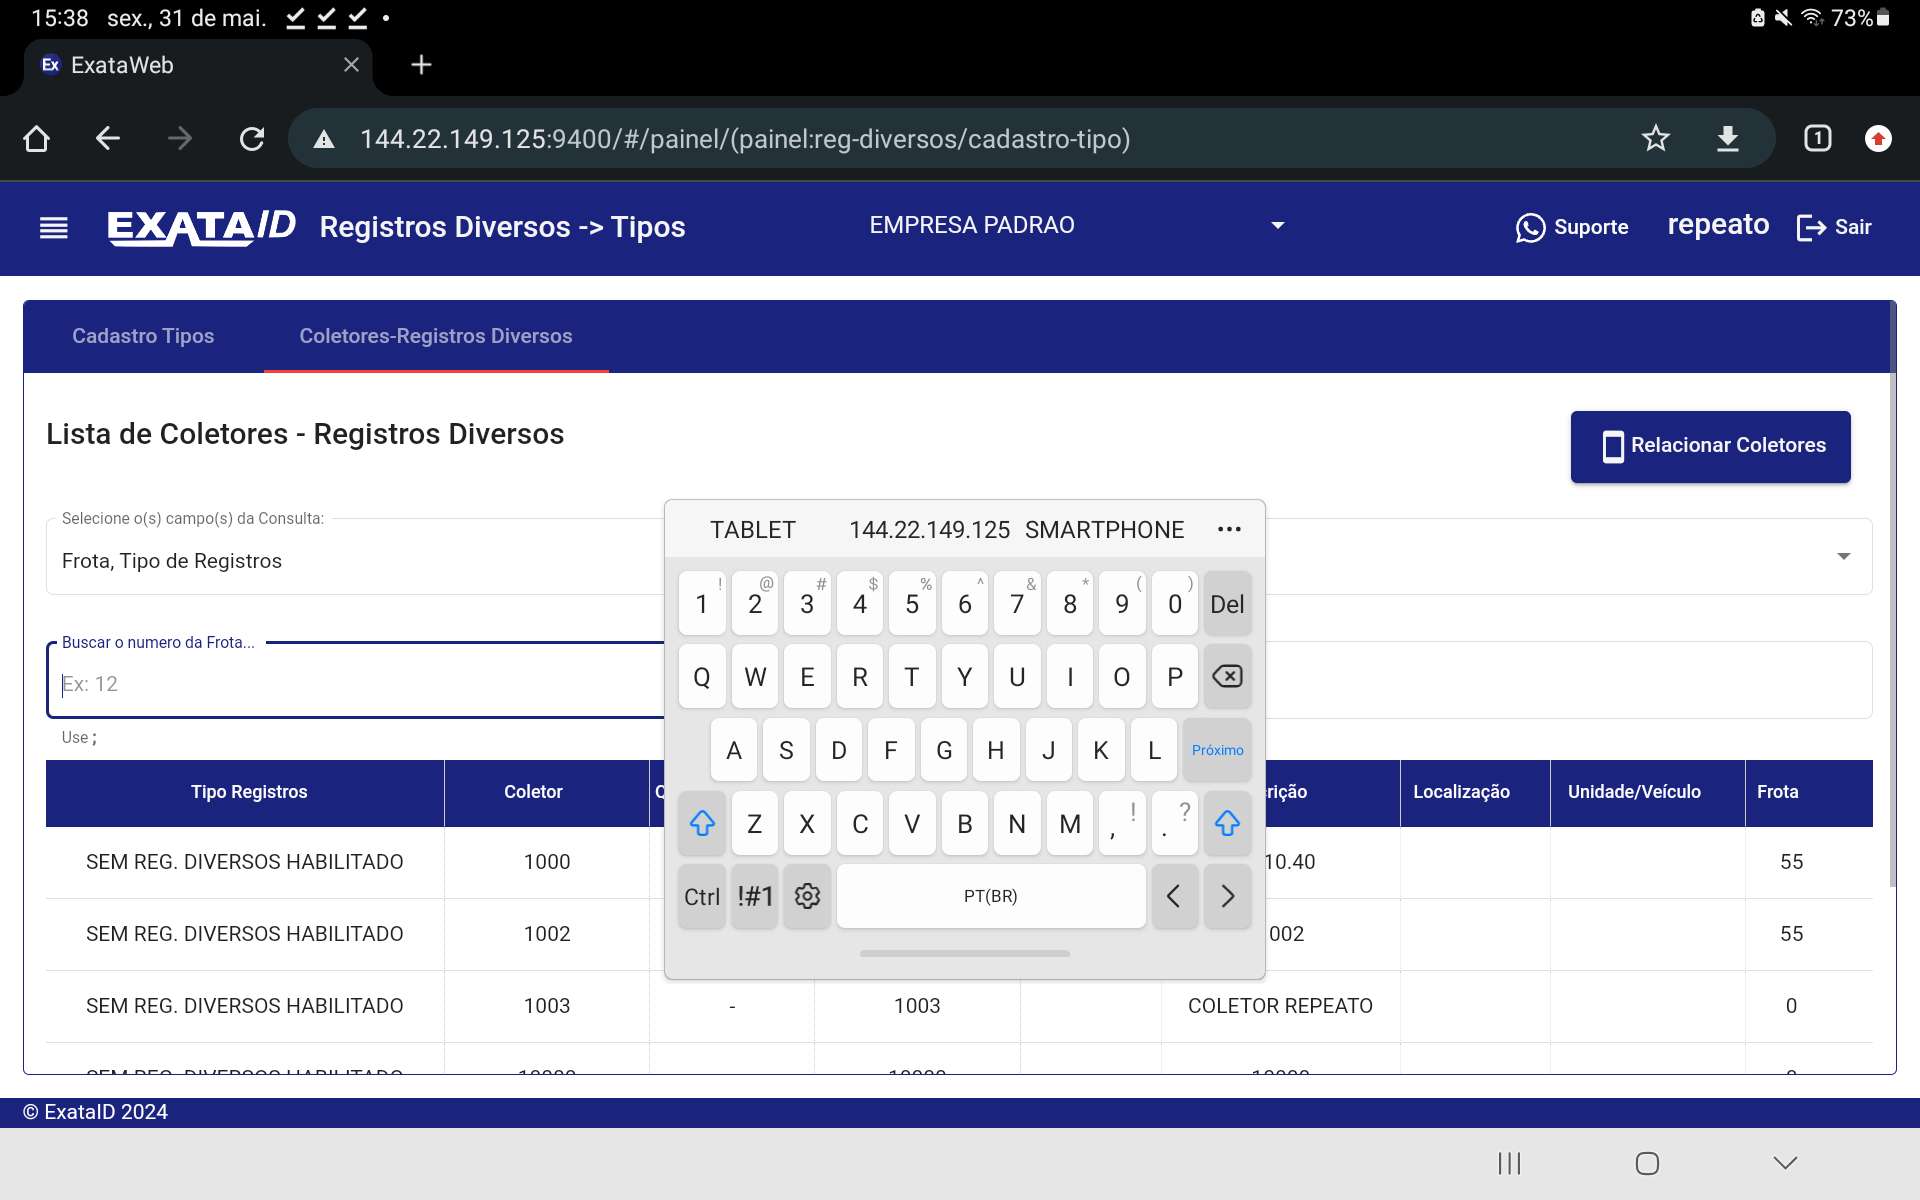 15:38 sex., 31 de mai. 73%
Ex ExataWeb
144.22.149.125:9400/#/painel/(painel:reg-diversos/cadastro-tipo) 1
EXATAID Registros Diversos -> Tipos EMPRESA PADRAO Suporte repeato Sair
Cadastro Tipos Coletores-Registros Diversos
Lista de Coletores - Registros Diversos Relacionar Coletores
Selecione o(s) campo(s) da Consulta:
Frota, Tipo de Registros
Buscar o numero da Frota...
Ex: 12
Use ;
TABLET 144.22.149.125 SMARTPHONE ...
! @ # $ % ^ & * ( )
1 2 3 4 5 6 7 8 9 0 Del
Q W E R T Y U I O P
A S D F G H J K L Próximo
Z X C V B N M , ! . ?
Ctrl !#1 PT(BR) < >
Tipo Registros Coletor rição Localização Unidade/Veículo Frota
SEM REG. DIVERSOS HABILITADO 1000 10.40 55
SEM REG. DIVERSOS HABILITADO 1002 002 55
SEM REG. DIVERSOS HABILITADO 1003 - 1003 COLETOR REPEATO 0
© ExataID 2024